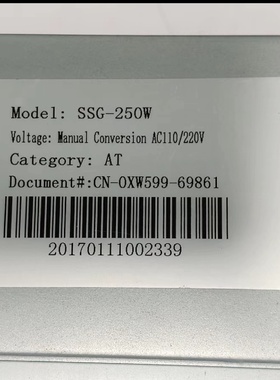 Model: SSG-250W
Voltage: Manual Conversion AC110/220V
Category: AT
Document#:CN-0XW599-69861
20170111002339